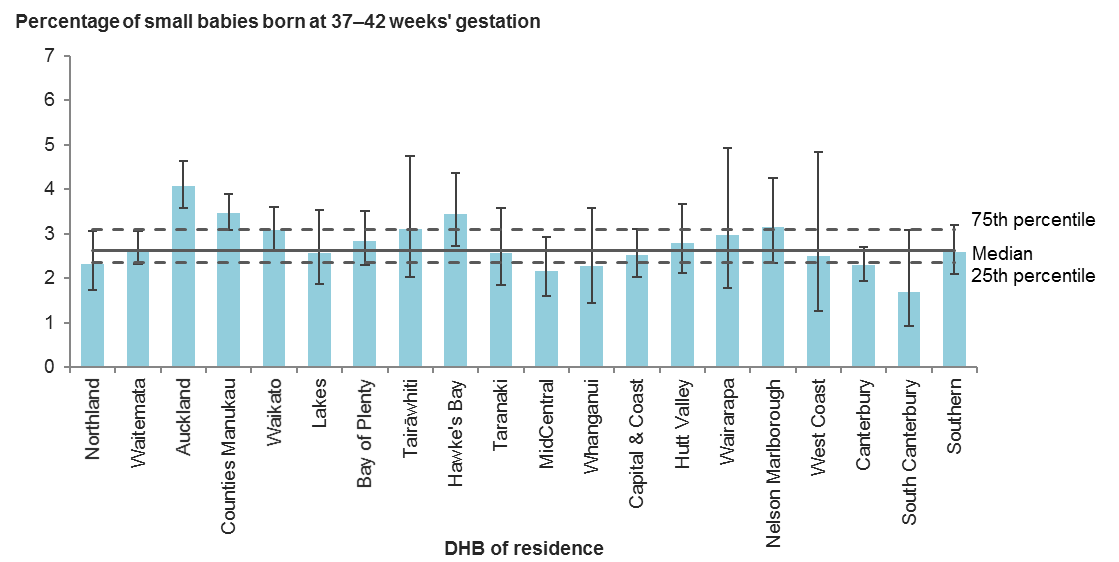 Percentage of small babies born at 37–42 weeks' gestation
7
6
5
4
3
2
1
0
75th percentile
Median
25th percentile
Northland
Waitemata
Auckland
Counties Manukau
Waikato
Lakes
Bay of Plenty
Tairāwhiti
Hawke's Bay
Taranaki
MidCentral
Whanganui
Capital & Coast
Hutt Valley
Wairarapa
Nelson Marlborough
West Coast
Canterbury
South Canterbury
Southern
DHB of residence